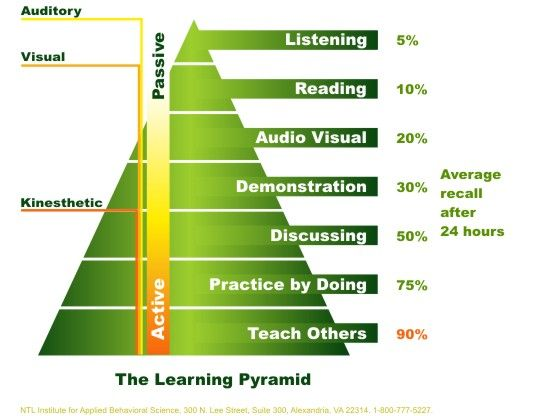 Auditory
Visual
Kinesthetic
Passive
Active
Listening 5%
Reading 10%
Audio Visual 20%
Demonstration 30%
Discussing 50%
Practice by Doing 75%
Teach Others 90%
Average
recall
after
24 hours
The Learning Pyramid
NTL Institute for Applied Behavioral Science, 300 N. Lee Street, Suite 300, Alexandria, VA 22314. 1-800-777-5227.